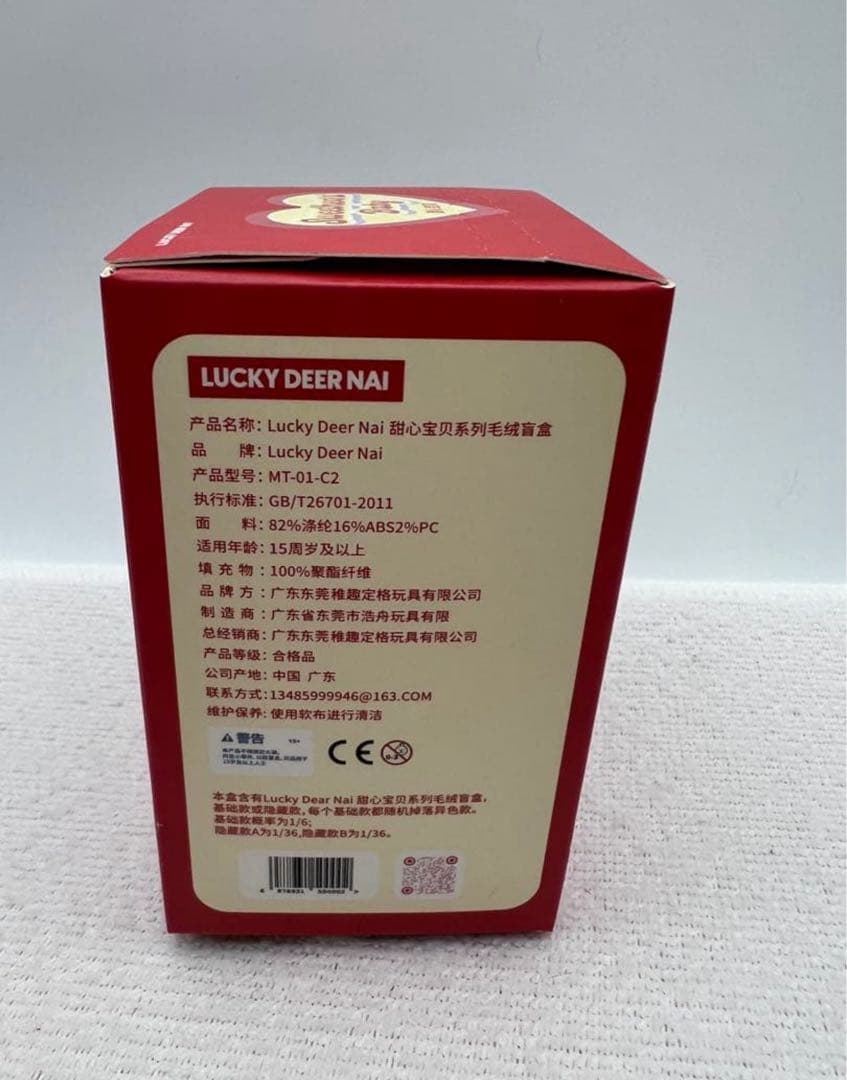 Sweetheart
Baby
LUCKY DEER NAI
LUCKY DEER NAI
产品名称: Lucky Deer Nai 甜心宝贝系列毛绒盲盒
品 牌: Lucky Deer Nai
产品型号: MT-01-C2
执行标准: GB/T26701-2011
面 料: 82%涤纶16%ABS2%PC
适用年龄: 15周岁及以上
填充物: 100%聚酯纤维
品牌方: 广东东莞稚趣定格玩具有限公司
制造商: 广东省东莞市浩舟玩具有限
总经销商: 广东东莞稚趣定格玩具有限公司
产品等级: 合格品
公司产地: 中国 广东
联系方式: 13485999946@163.COM
维护保养: 使用软布进行清洁
警告 15+
CE 0-3
本盒含有Lucky Dear Nai 甜心宝贝系列毛绒盲盒,
基础款或隐藏款, 每个基础款都随机掉落异色款。
基础款概率为1/6;
隐藏款A为1/36,隐藏款B为1/36。